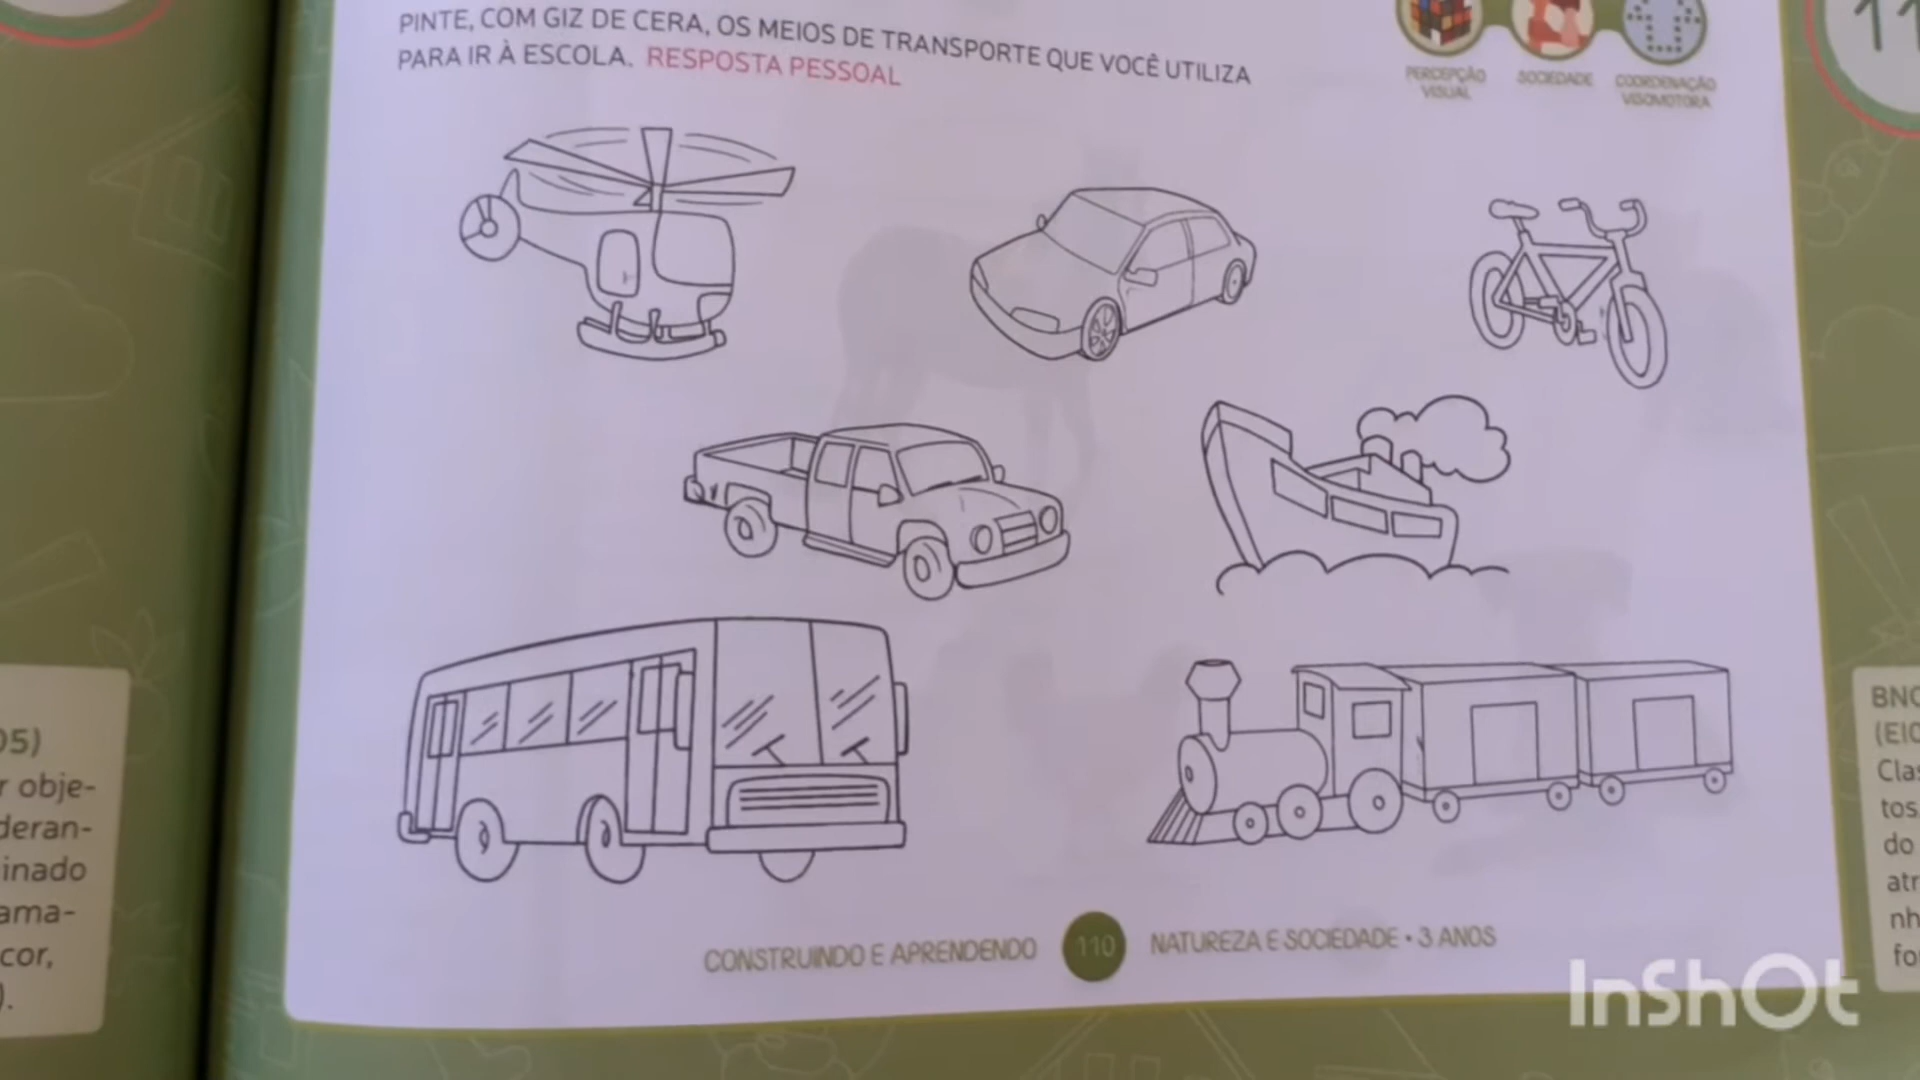 PINTE, COM GIZ DE CERA, OS MEIOS DE TRANSPORTE QUE VOCÊ UTILIZA
PARA IR À ESCOLA. RESPOSTA PESSOAL
PERCEPÇÃO
VISUAL
SOCIEDADE
COORDENAÇÃO
VISOMOTORA
11
05)
r obje-
deran-
inado
ama-
cor,
).
BNC
Clas
tos
do
atr
nh
fo
CONSTRUINDO E APRENDENDO 110 NATUREZA E SOCIEDADE • 3 ANOS
InShOt